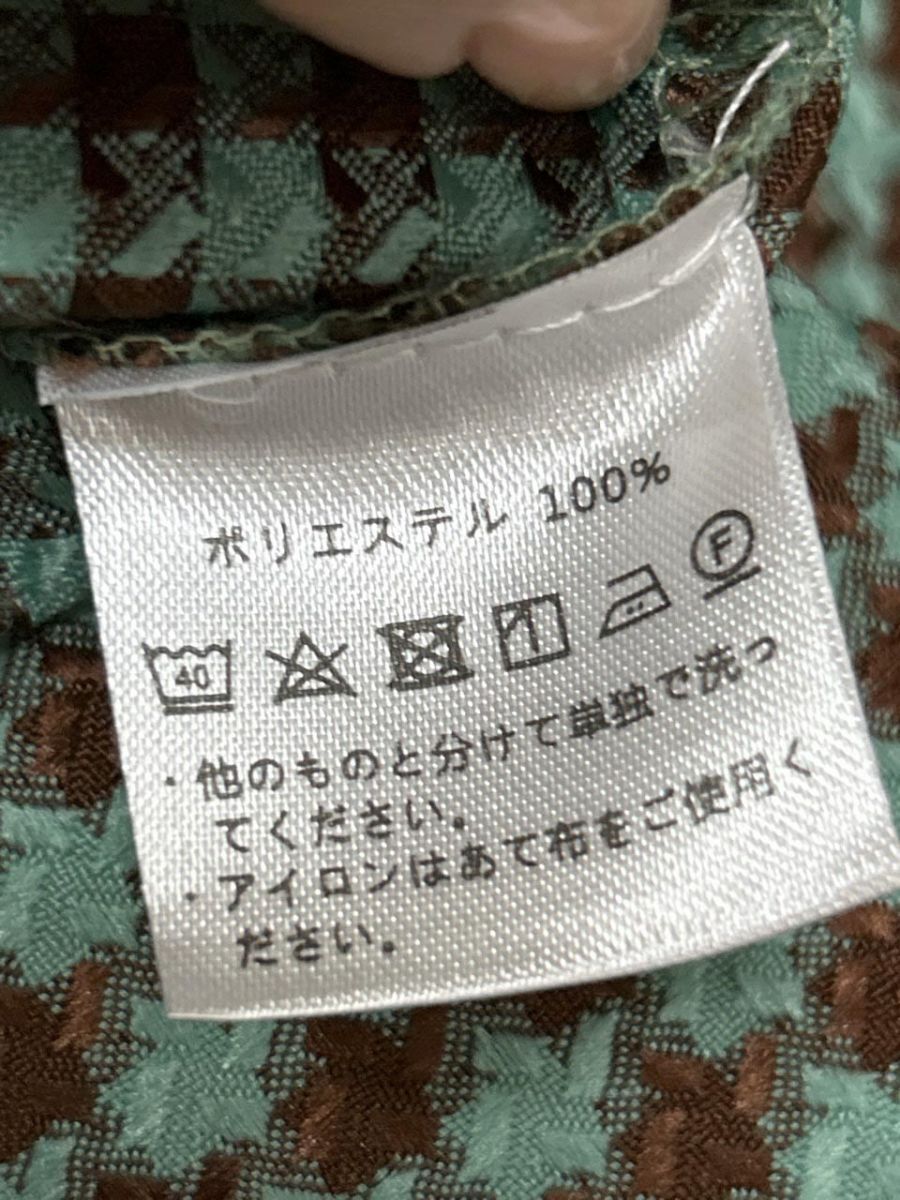 ポリエステル 100%
40 F
・他のものと分けて単独で洗っ
てください。
・アイロンはあて布をご使用く
ださい。